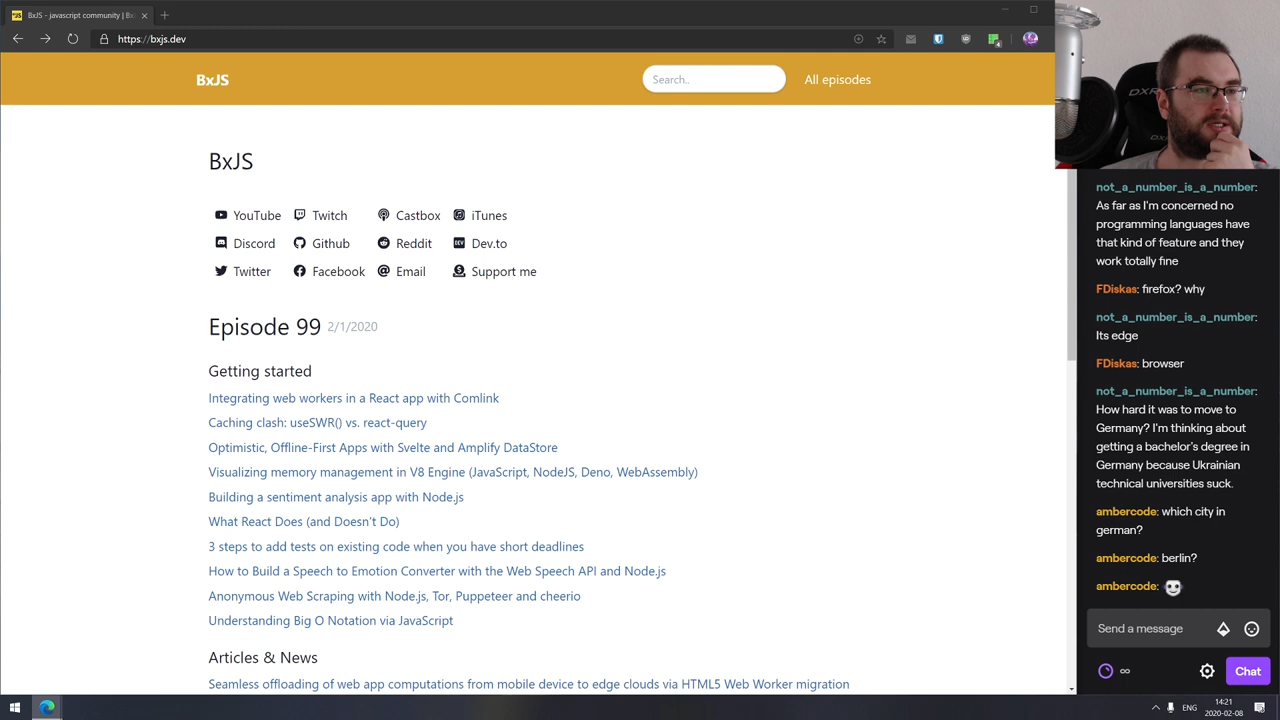 BxJS - javascript community | Bx
https://bxjs.dev
4
BxJS
Search..
All episodes
BxJS
YouTube Twitch Castbox iTunes
Discord Github Reddit Dev.to
Twitter Facebook Email Support me
Episode 99 2/1/2020
Getting started
Integrating web workers in a React app with Comlink
Caching clash: useSWR() vs. react-query
Optimistic, Offline-First Apps with Svelte and Amplify DataStore
Visualizing memory management in V8 Engine (JavaScript, NodeJS, Deno, WebAssembly)
Building a sentiment analysis app with Node.js
What React Does (and Doesn't Do)
3 steps to add tests on existing code when you have short deadlines
How to Build a Speech to Emotion Converter with the Web Speech API and Node.js
Anonymous Web Scraping with Node.js, Tor, Puppeteer and cheerio
Understanding Big O Notation via JavaScript
Articles & News
Seamless offloading of web app computations from mobile device to edge clouds via HTML5 Web Worker migration
DXR
not_a_number_is_a_number:
As far as I'm concerned no
programming languages have
that kind of feature and they
work totally fine
FDiskas: firefox? why
not_a_number_is_a_number:
Its edge
FDiskas: browser
not_a_number_is_a_number:
How hard it was to move to
Germany? I'm thinking about
getting a bachelor's degree in
Germany because Ukrainian
technical universities suck.
ambercode: which city in
german?
ambercode: berlin?
ambercode:
Send a message
∞
Chat
ENG
14:21
2020-02-08